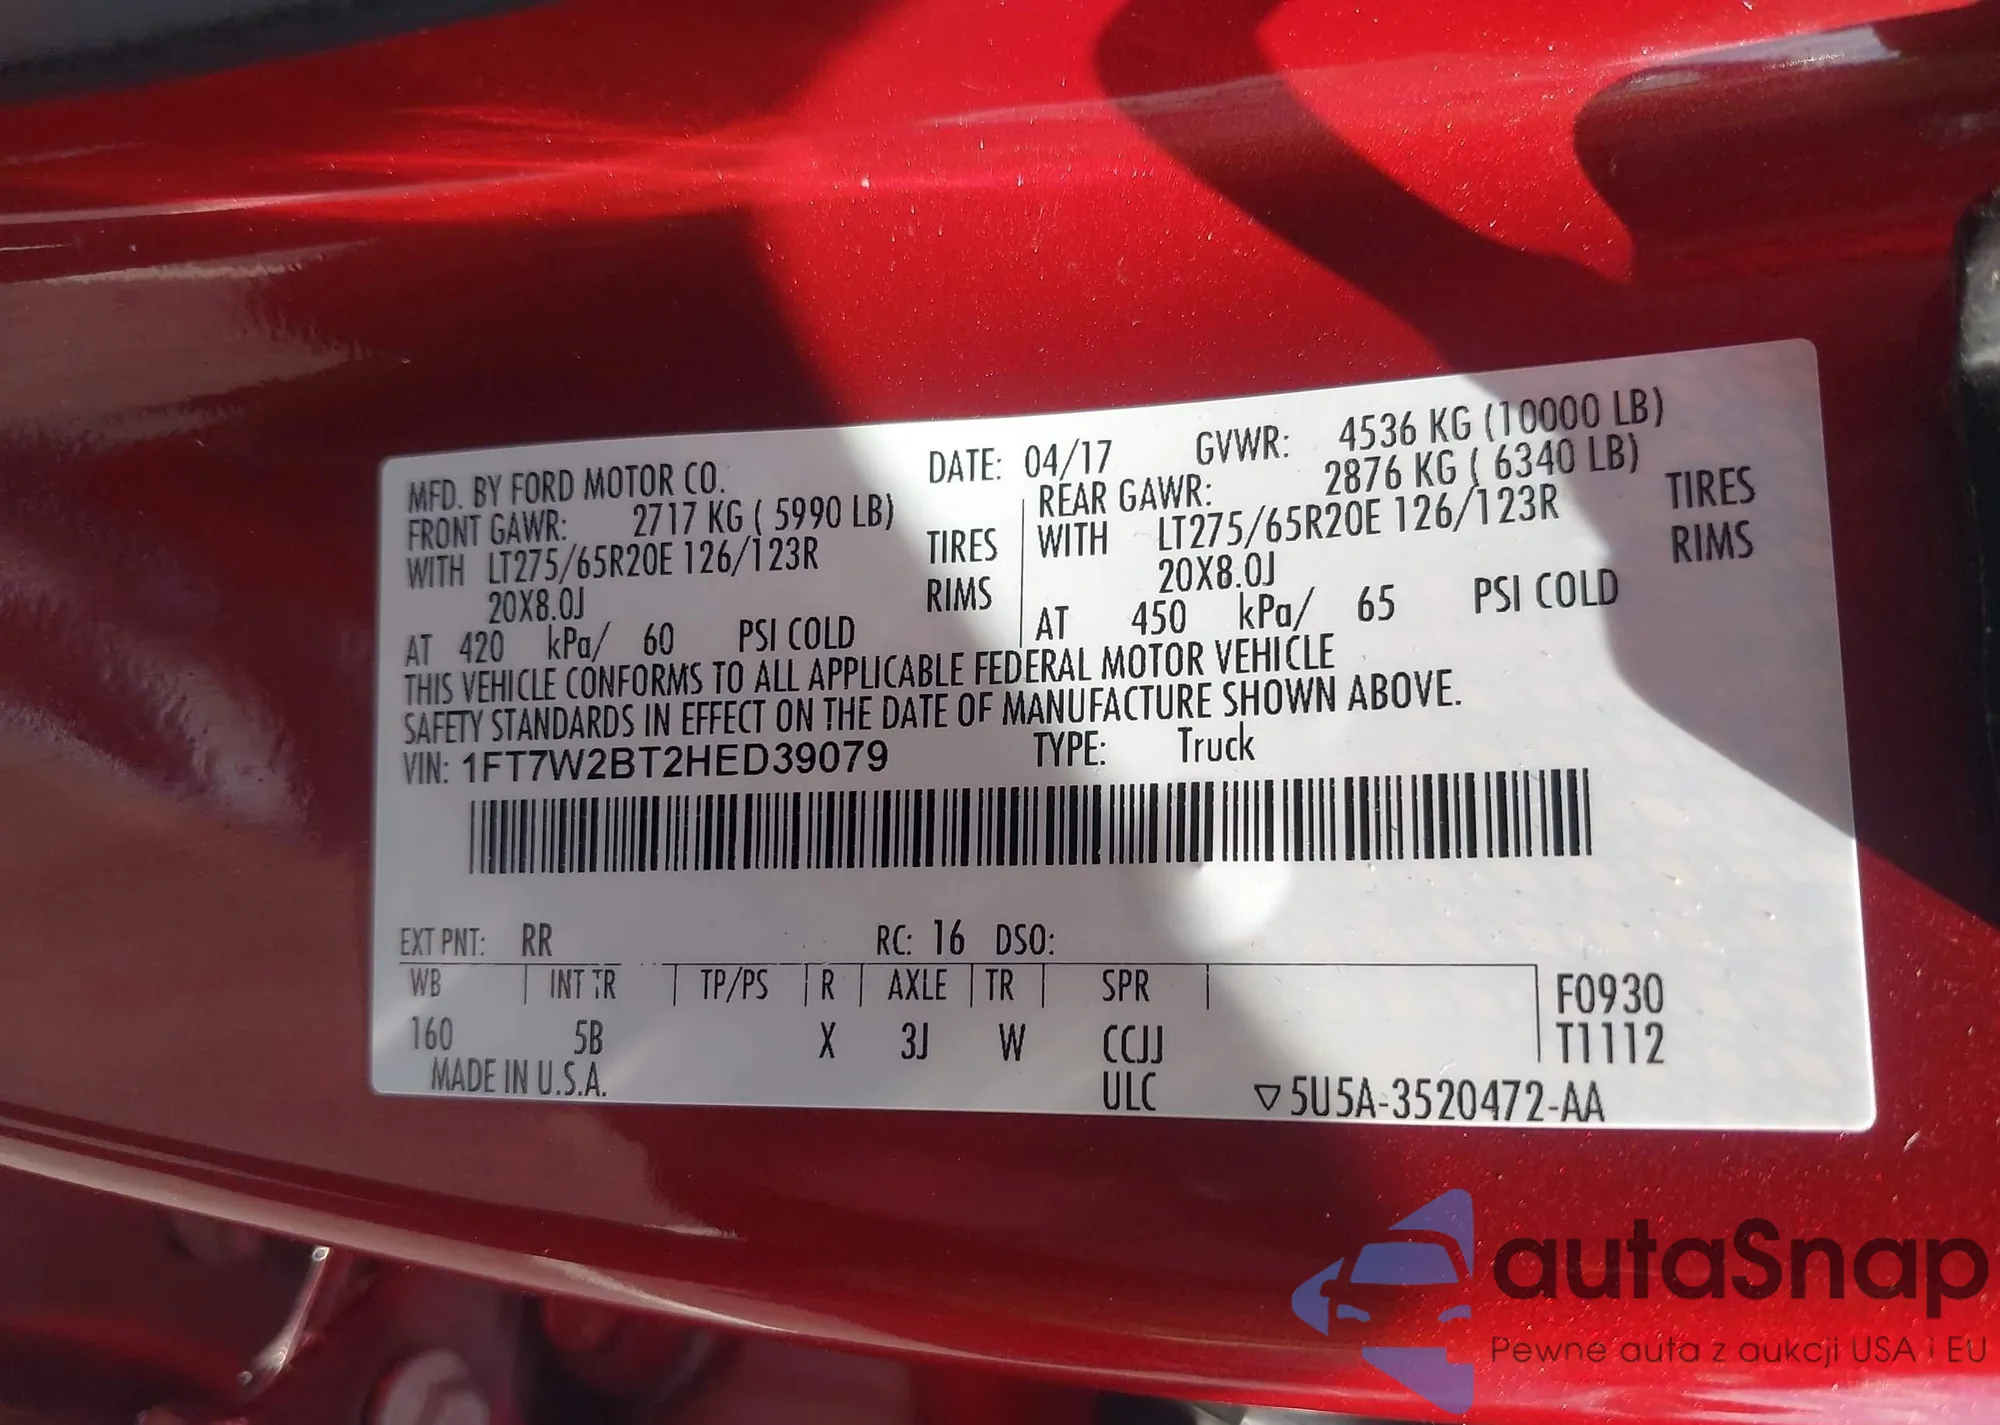 MFD. BY FORD MOTOR CO. DATE: 04/17 GVWR: 4536 KG (10000 LB)
FRONT GAWR: 2717 KG ( 5990 LB) REAR GAWR: 2876 KG ( 6340 LB)
WITH LT275/65R20E 126/123R TIRES WITH LT275/65R20E 126/123R TIRES
20X8.0J RIMS 20X8.0J RIMS
AT 420 kPa/ 60 PSI COLD AT 450 kPa/ 65 PSI COLD
THIS VEHICLE CONFORMS TO ALL APPLICABLE FEDERAL MOTOR VEHICLE
SAFETY STANDARDS IN EFFECT ON THE DATE OF MANUFACTURE SHOWN ABOVE.
VIN: 1FT7W2BT2HED39079 TYPE: Truck
EXT PNT: RR RC: 16 DSO:
WB INT TR TP/PS R AXLE TR SPR F0930
160 5B X 3J W CCJJ T1112
MADE IN U.S.A. ULC ▽5U5A-3520472-AA
autaSnap
Pewne auta z aukcji USA i EU